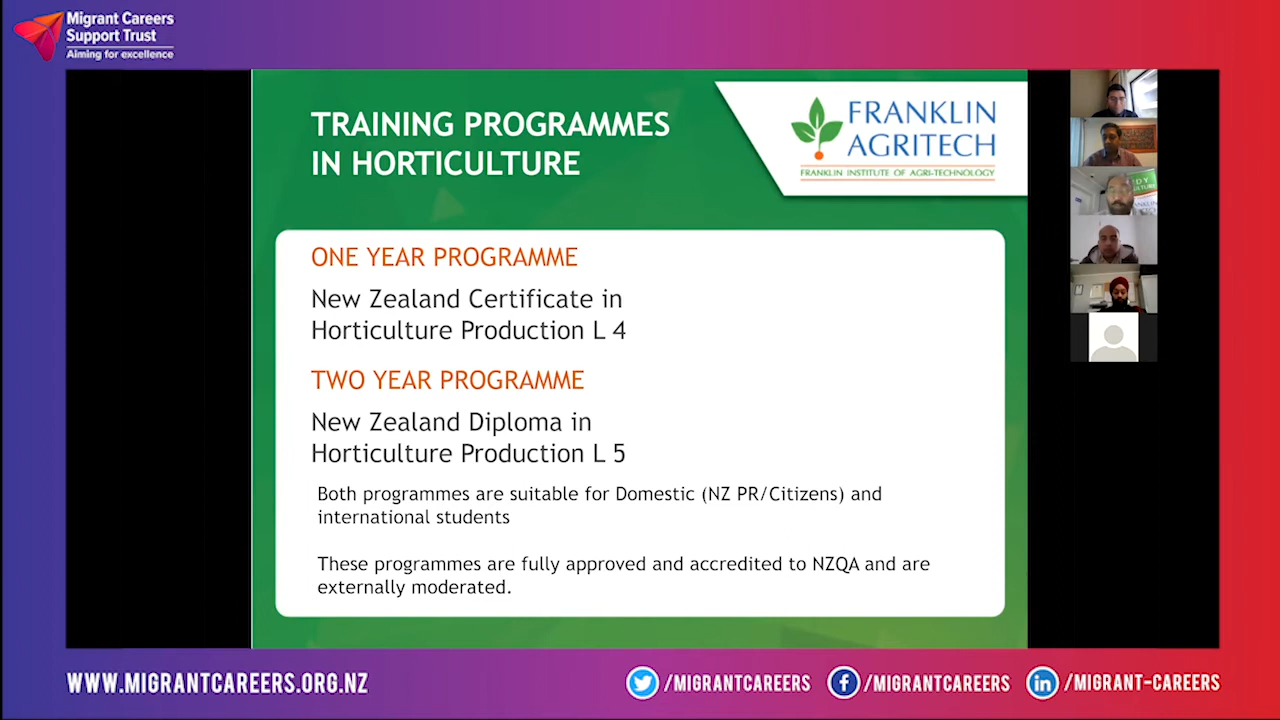 Migrant Careers
Support Trust
Aiming for excellence
TRAINING PROGRAMMES
IN HORTICULTURE
FRANKLIN
AGRITECH
FRANKLIN INSTITUTE OF AGRI-TECHNOLOGY
ONE YEAR PROGRAMME
New Zealand Certificate in
Horticulture Production L 4
TWO YEAR PROGRAMME
New Zealand Diploma in
Horticulture Production L 5
Both programmes are suitable for Domestic (NZ PR/Citizens) and
international students
These programmes are fully approved and accredited to NZQA and are
externally moderated.
WWW.MIGRANTCAREERS.ORG.NZ
/MIGRANTCAREERS
/MIGRANTCAREERS
/MIGRANT-CAREERS